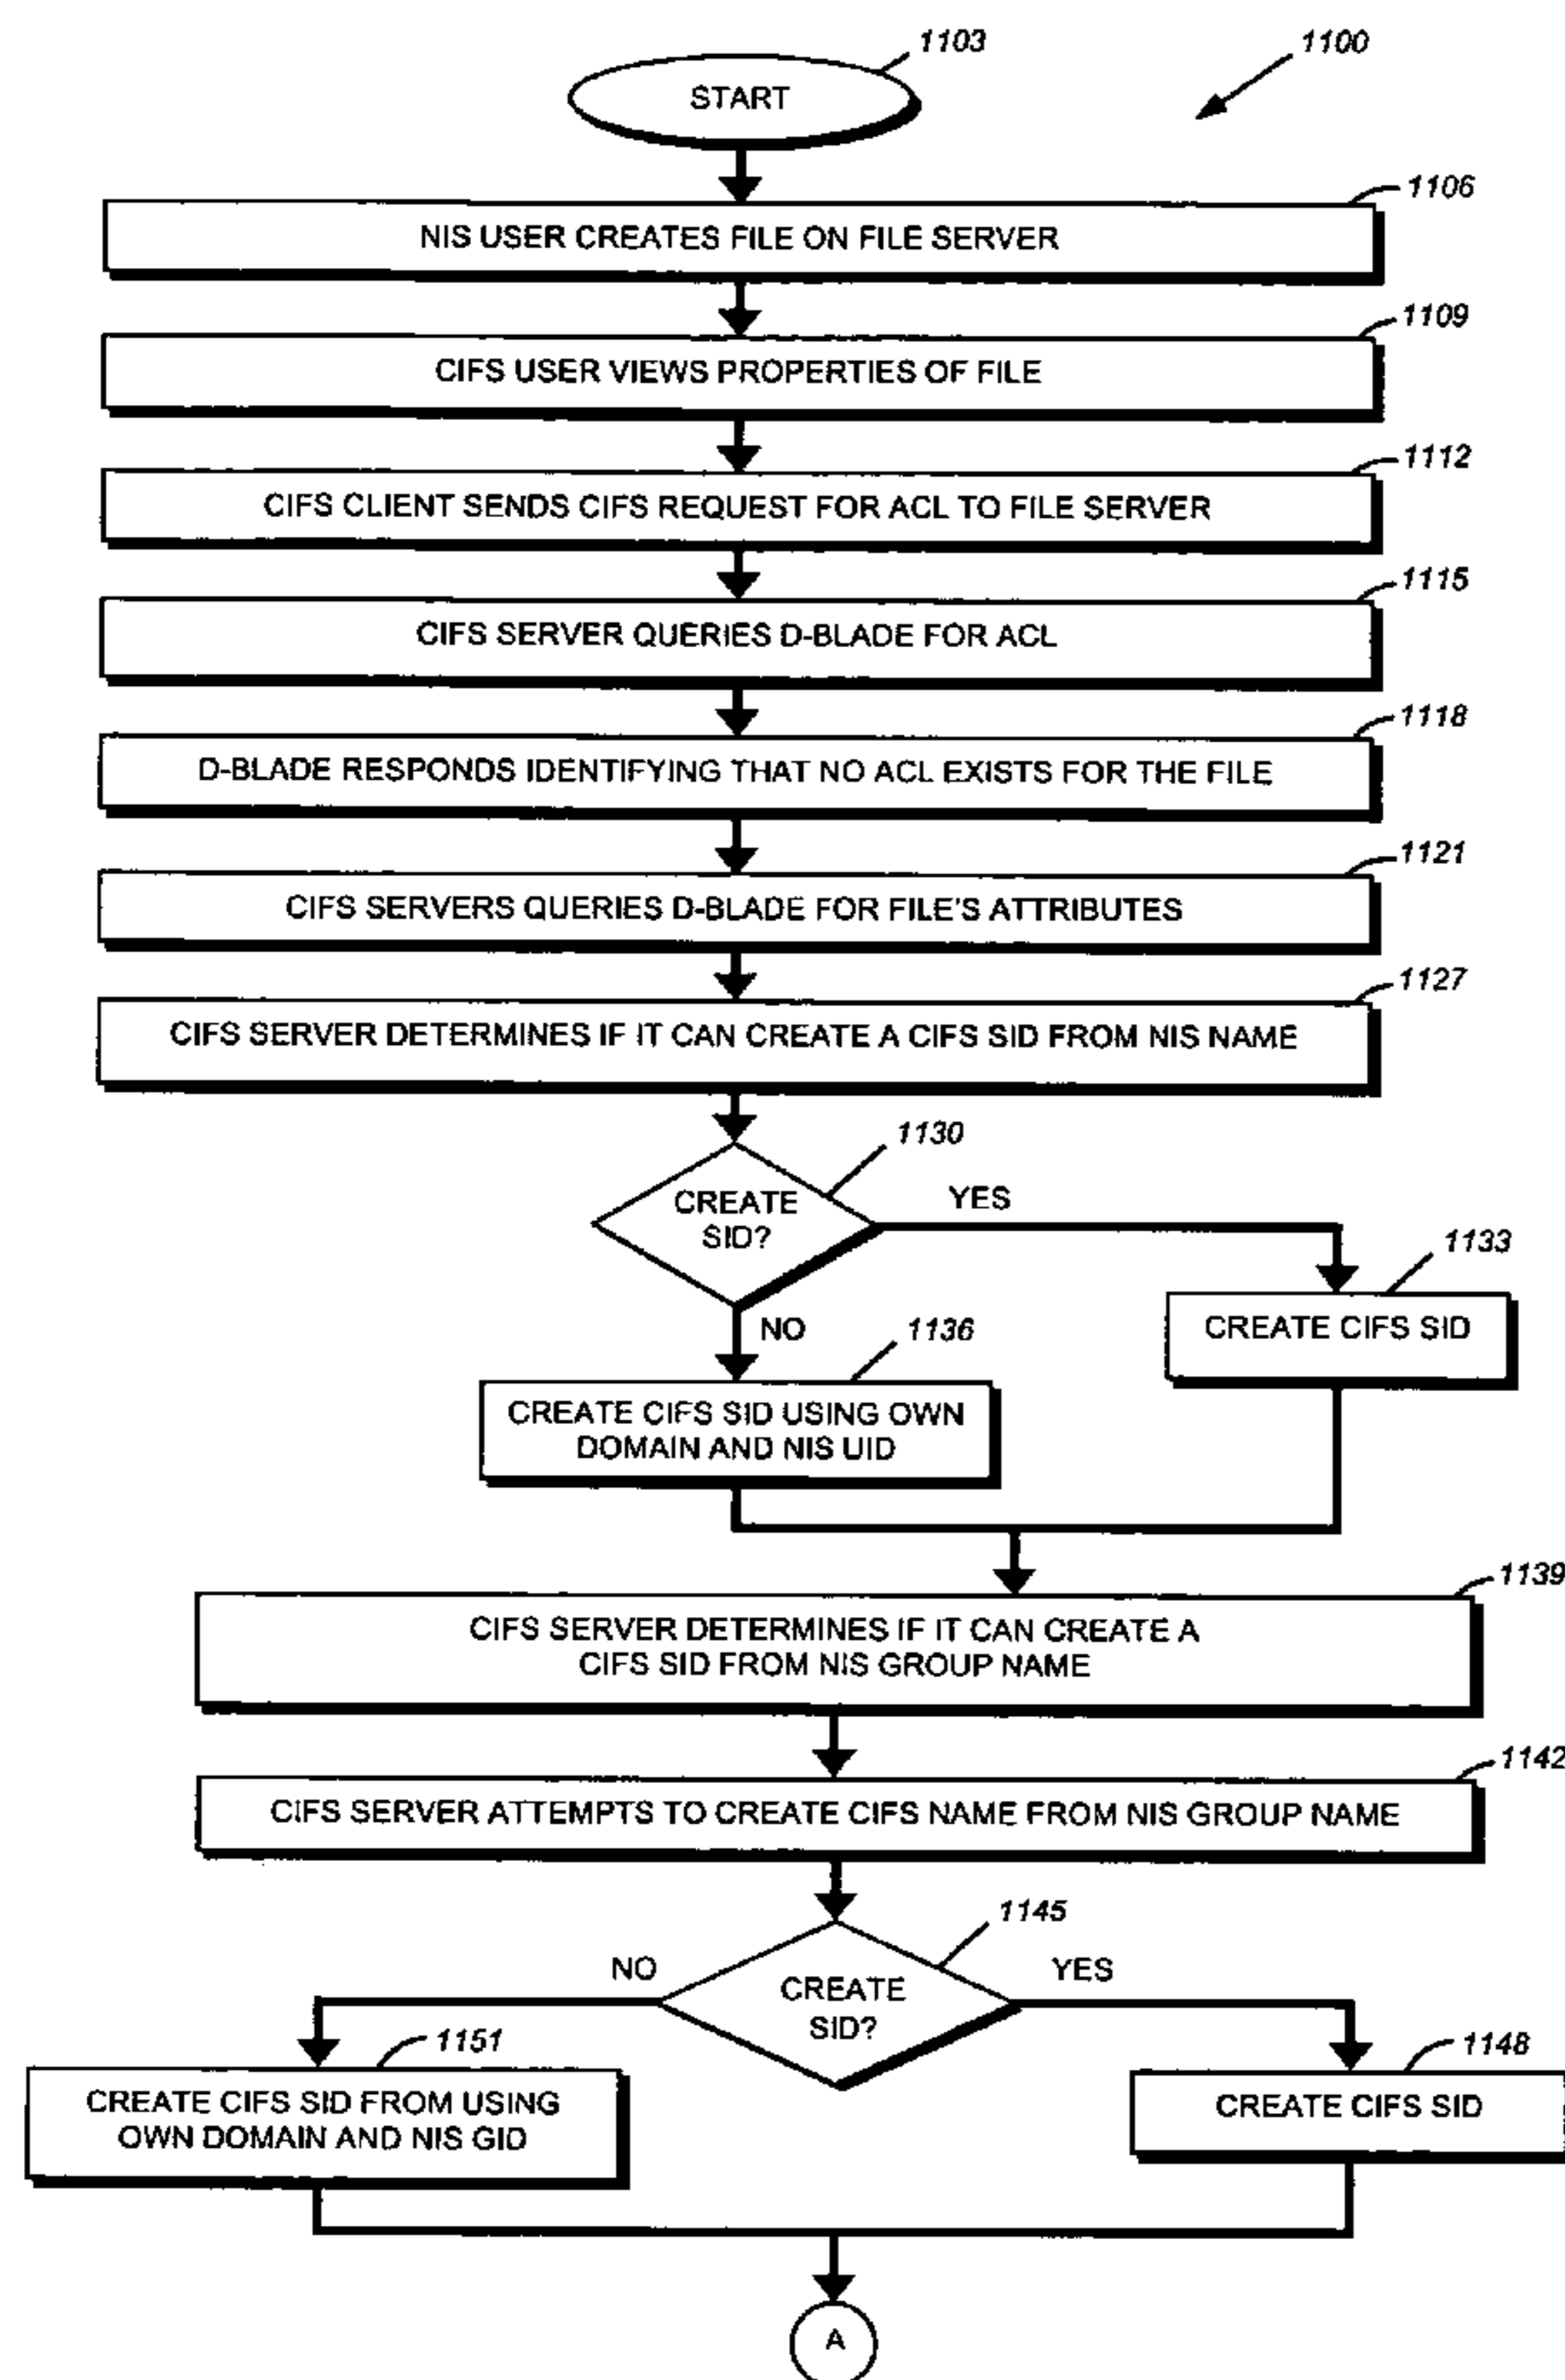 1103
1100
START
1106
NIS USER CREATES FILE ON FILE SERVER
1109
CIFS USER VIEWS PROPERTIES OF FILE
1112
CIFS CLIENT SENDS CIFS REQUEST FOR ACL TO FILE SERVER
1115
CIFS SERVER QUERIES D-BLADE FOR ACL
1118
D-BLADE RESPONDS IDENTIFYING THAT NO ACL EXISTS FOR THE FILE
1121
CIFS SERVERS QUERIES D-BLADE FOR FILE'S ATTRIBUTES
1127
CIFS SERVER DETERMINES IF IT CAN CREATE A CIFS SID FROM NIS NAME
1130
CREATE
SID?
YES
1133
CREATE CIFS SID
NO
1136
CREATE CIFS SID USING OWN
DOMAIN AND NIS UID
1139
CIFS SERVER DETERMINES IF IT CAN CREATE A
CIFS SID FROM NIS GROUP NAME
1142
CIFS SERVER ATTEMPTS TO CREATE CIFS NAME FROM NIS GROUP NAME
1145
NO
CREATE
SID?
YES
1151
CREATE CIFS SID FROM USING
OWN DOMAIN AND NIS GID
1148
CREATE CIFS SID
A